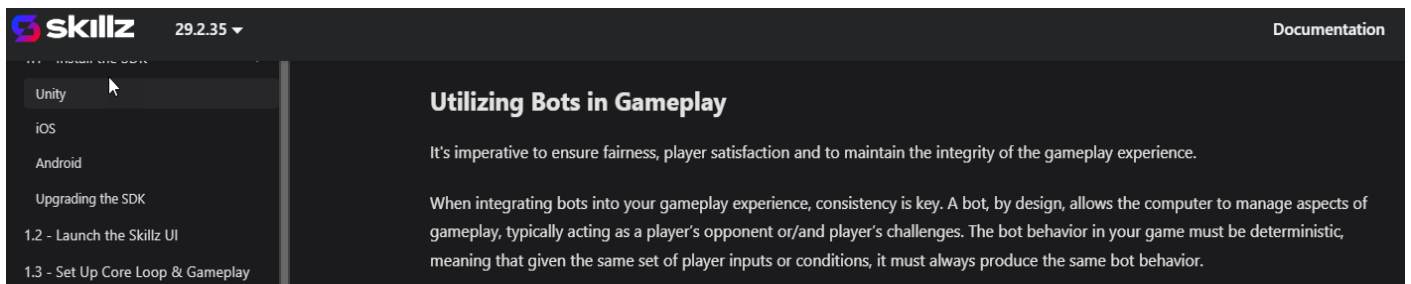 skillz
29.2.35
Documentation
1.1 - Install the SDK
Unity
iOS
Android
Upgrading the SDK
1.2 - Launch the Skillz UI
1.3 - Set Up Core Loop & Gameplay
Utilizing Bots in Gameplay
It's imperative to ensure fairness, player satisfaction and to maintain the integrity of the gameplay experience.
When integrating bots into your gameplay experience, consistency is key. A bot, by design, allows the computer to manage aspects of
gameplay, typically acting as a player's opponent or/and player's challenges. The bot behavior in your game must be deterministic,
meaning that given the same set of player inputs or conditions, it must always produce the same bot behavior.